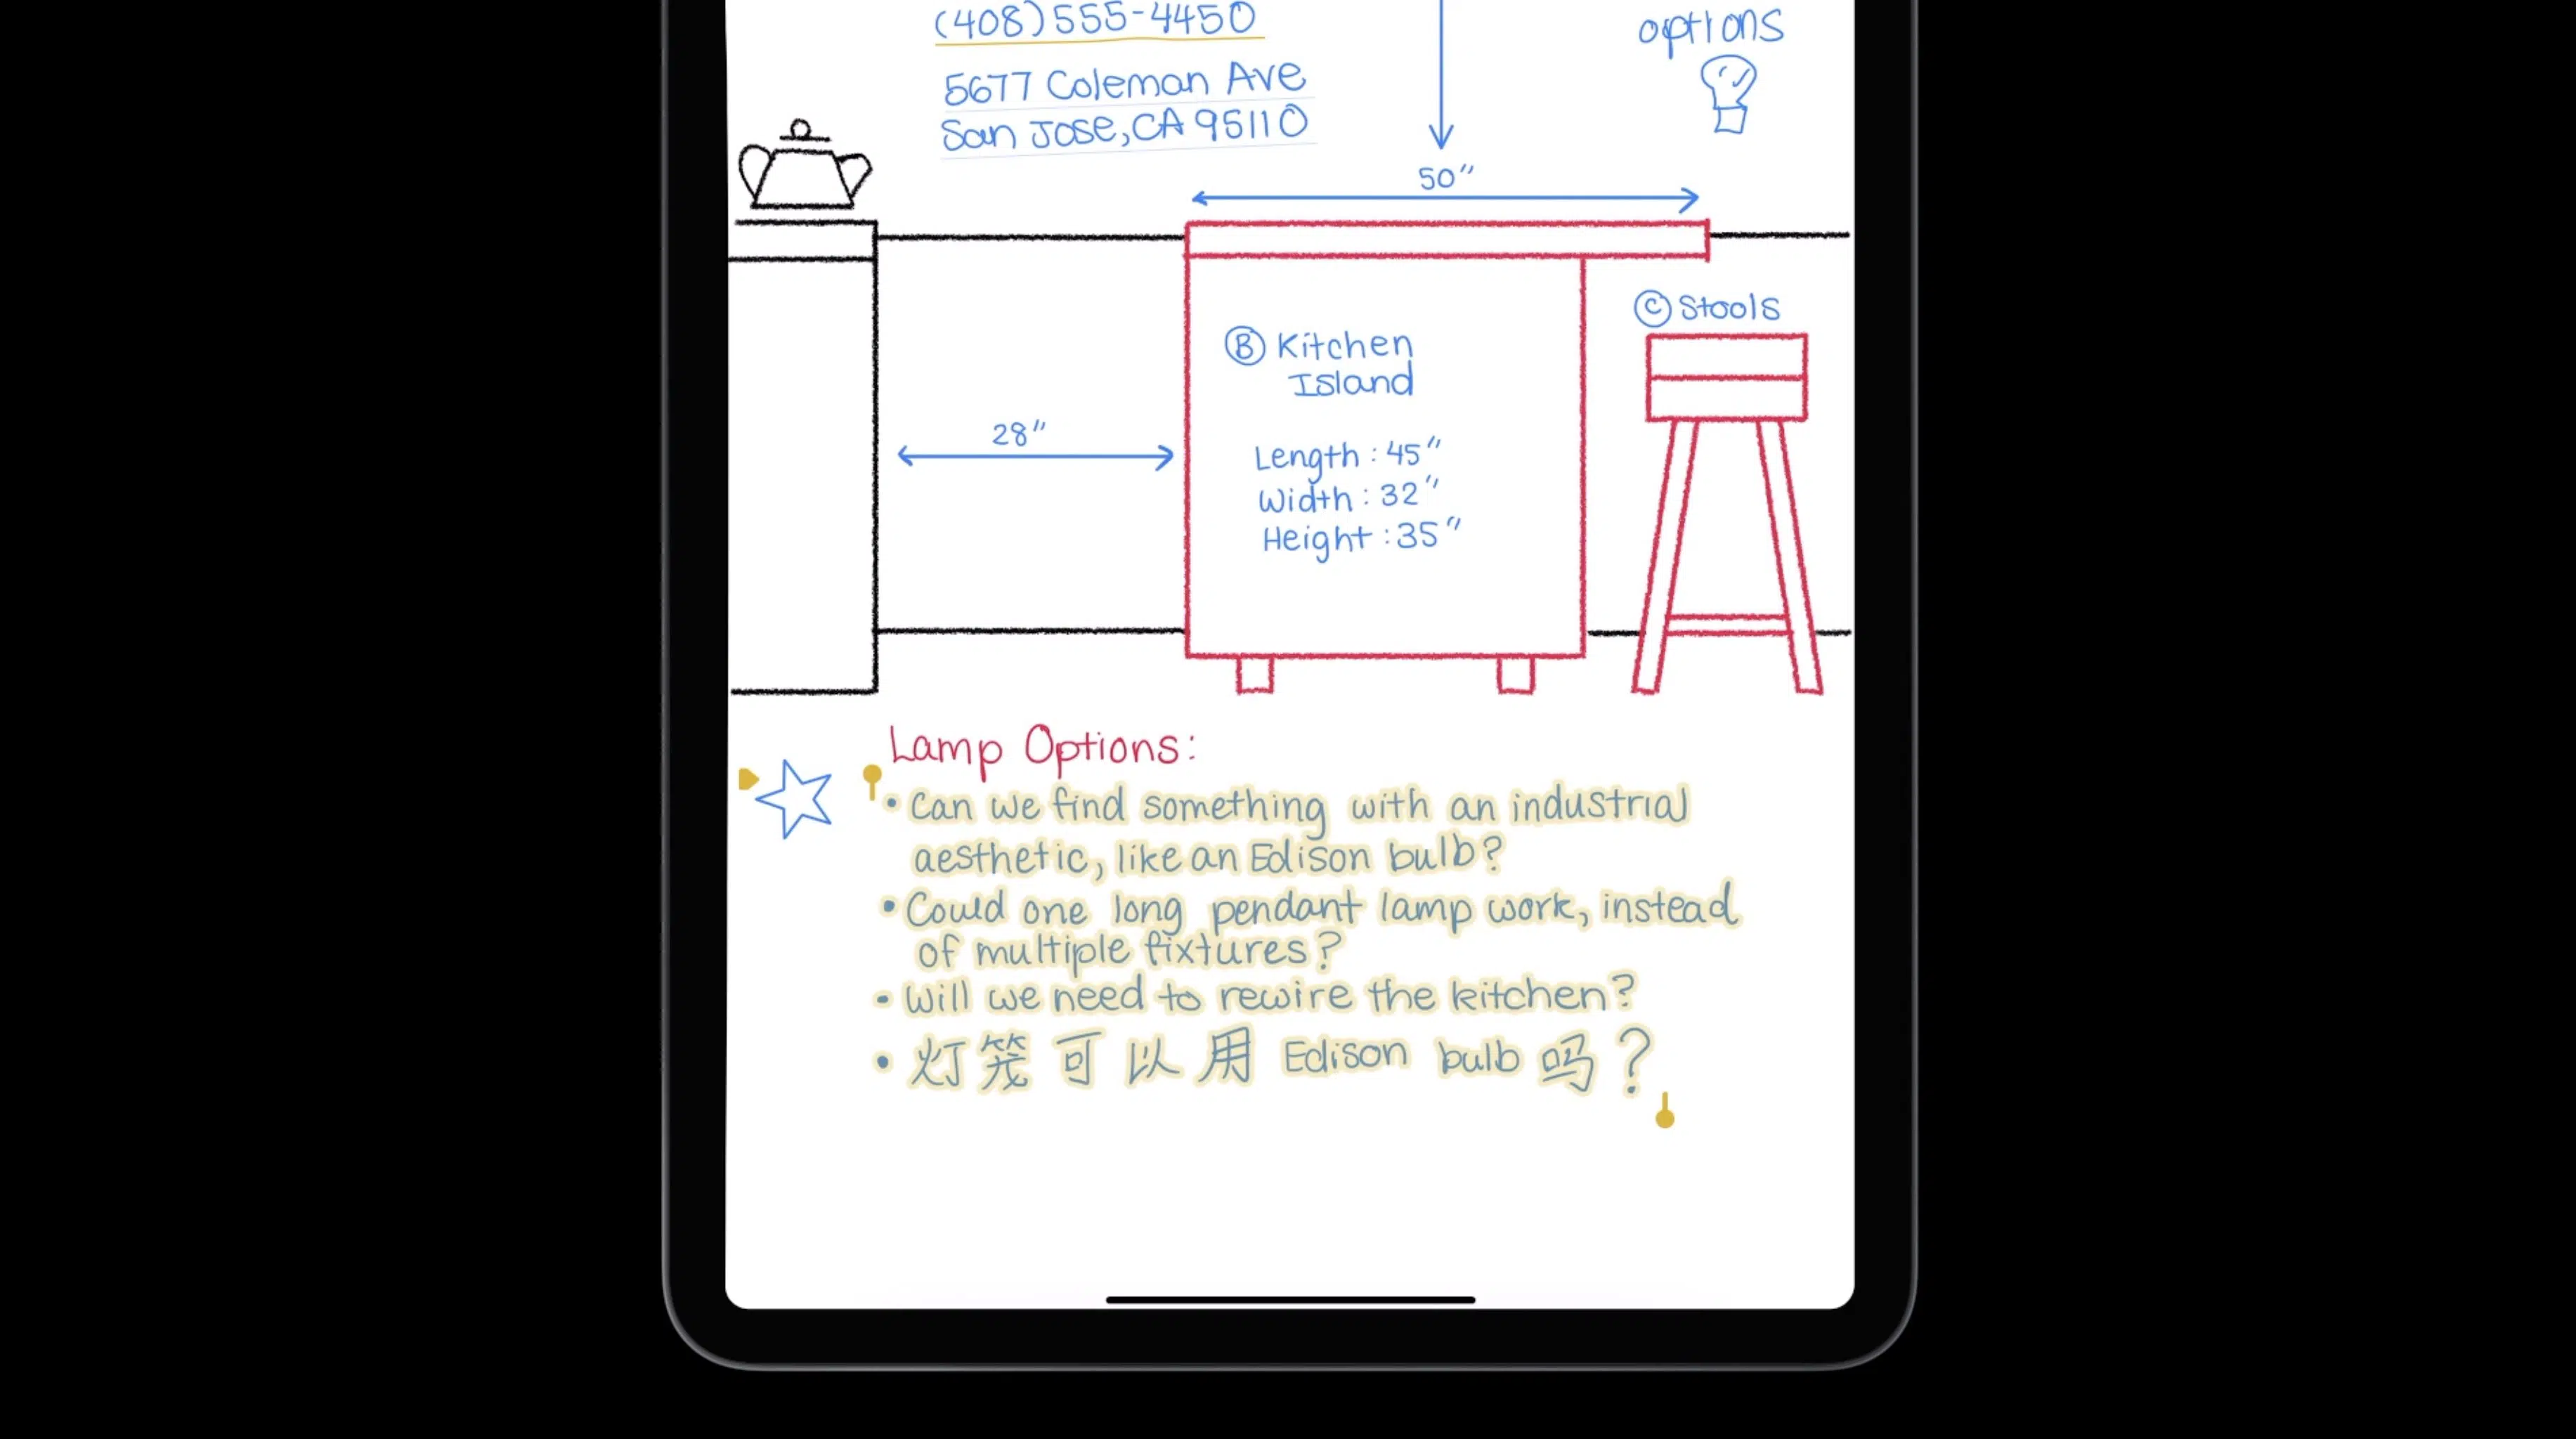 (408)555-4450
5677 Coleman Ave
San Jose, CA 95110
options
50"
Ⓒ Stools
Ⓑ Kitchen
Island
28"
Length : 45"
Width : 32"
Height : 35"
Lamp Options:
• Can we find something with an industrial
aesthetic, like an Edison bulb?
• Could one long pendant lamp work, instead
of multiple fixtures?
• Will we need to rewire the kitchen?
• 灯笼可以用 Edison bulb 吗?